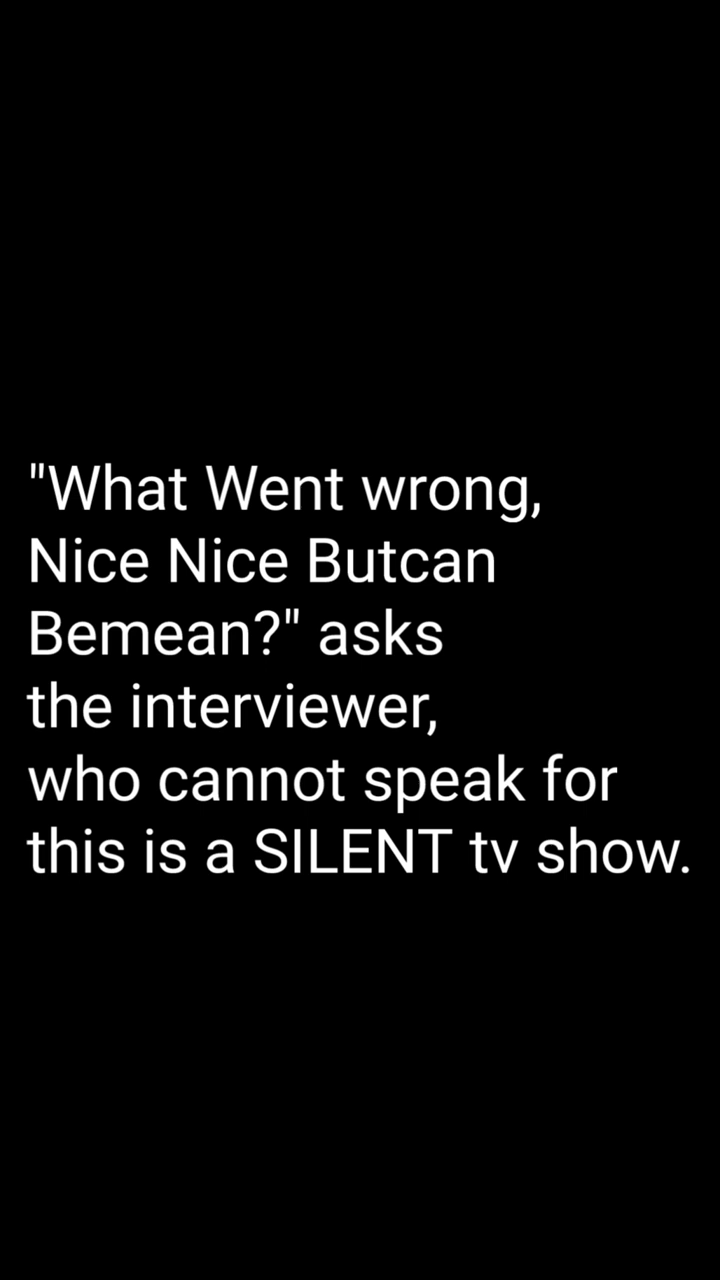 "What Went wrong,
Nice Nice Butcan
Bemean?" asks
the interviewer,
who cannot speak for
this is a SILENT tv show.